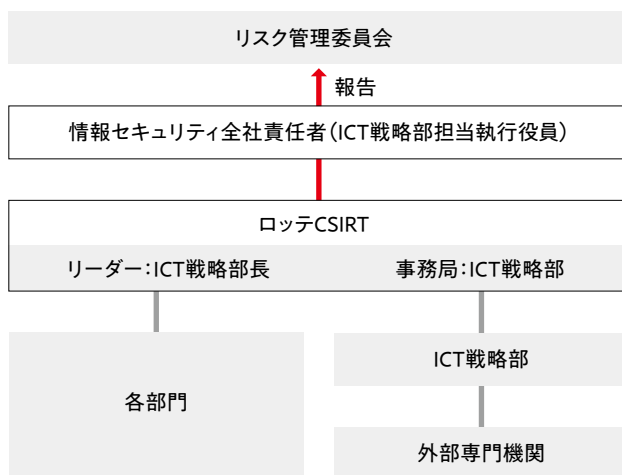 リスク管理委員会
報告
情報セキュリティ全社責任者(ICT戦略部担当執行役員)
ロッテCSIRT
リーダー:ICT戦略部長
事務局:ICT戦略部
ICT戦略部
各部門
外部専門機関